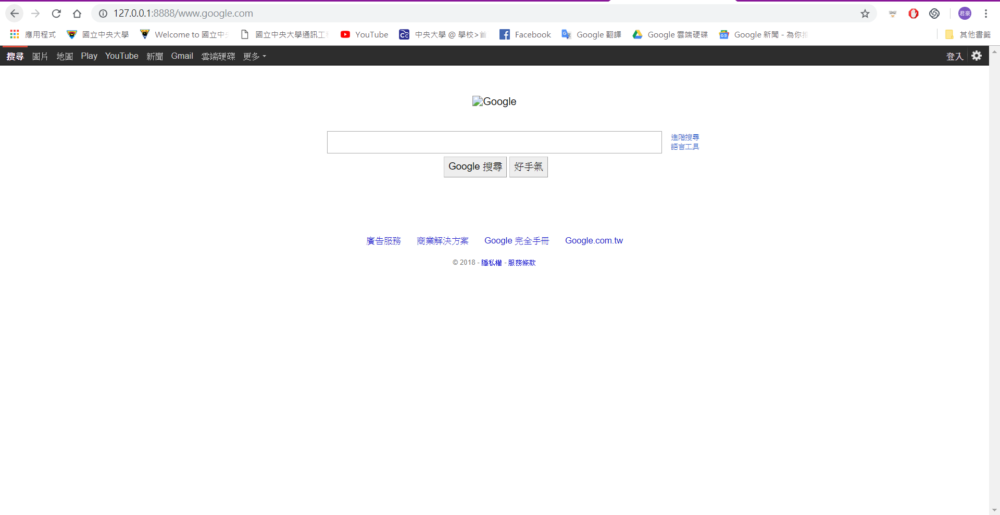 127.0.0.1:8888/www.google.com
君豪
應用程式 國立中央大學 Welcome to 國立中 國立中央大學通訊工 YouTube 中央大學 @ 學校>首 Facebook Google 翻譯 Google 雲端硬碟 Google 新聞 - 為你推 其他書籤
搜尋 圖片 地圖 Play YouTube 新聞 Gmail 雲端硬碟 更多 登入
Google
進階搜尋
語言工具
Google 搜尋 好手氣
廣告服務 商業解決方案 Google 完全手冊 Google.com.tw
© 2018 - 隱私權 - 服務條款